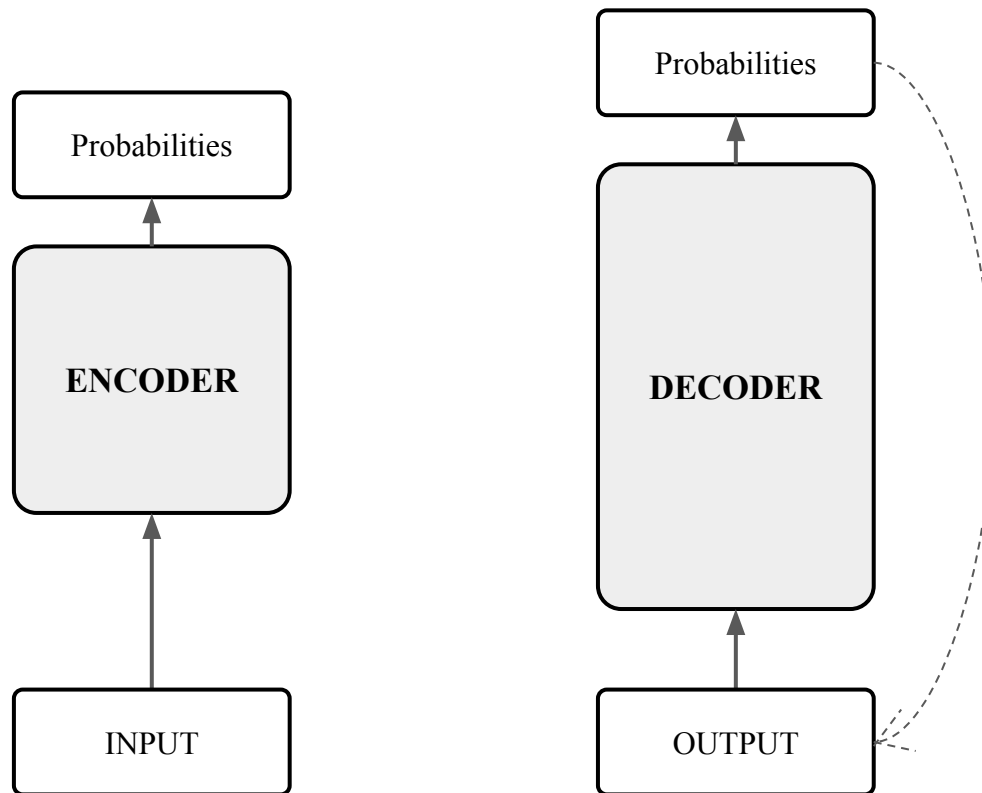 Probabilities
ENCODER
INPUT
Probabilities
DECODER
OUTPUT